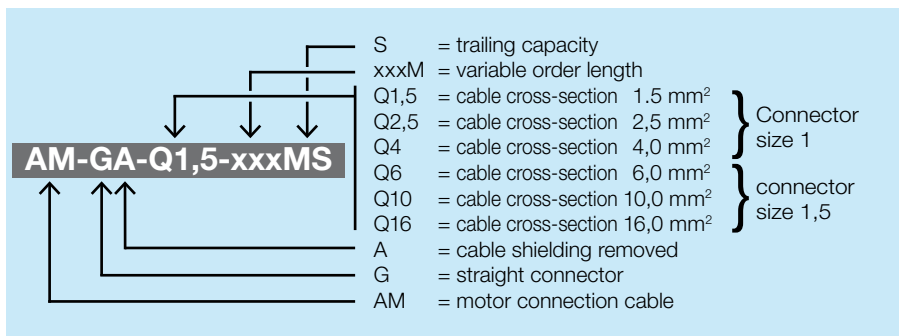 S = trailing capacity
xxxM = variable order length
Q1,5 = cable cross-section 1.5 mm²
Q2,5 = cable cross-section 2,5 mm²
Q4 = cable cross-section 4,0 mm²
Connector
size 1
AM-GA-Q1,5-xxxMS
Q6 = cable cross-section 6,0 mm²
Q10 = cable cross-section 10,0 mm²
Q16 = cable cross-section 16,0 mm²
connector
size 1,5
A = cable shielding removed
G = straight connector
AM = motor connection cable